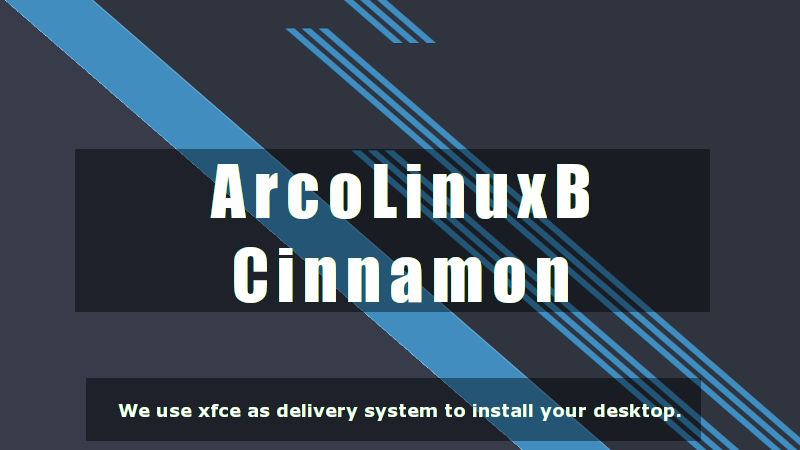 ArcoLinuxB
Cinnamon
We use xfce as delivery system to install your desktop.